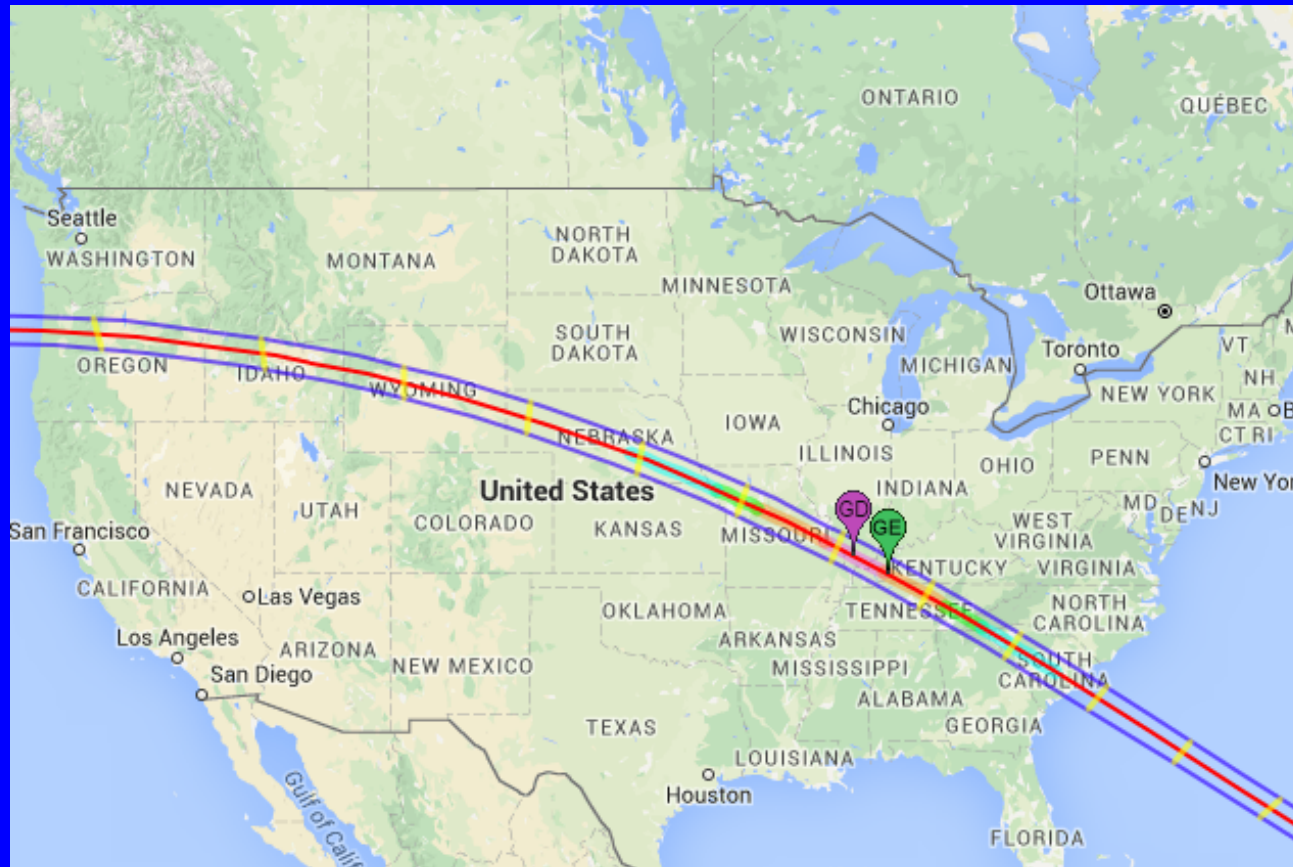 ONTARIO
QUÉBEC
Seattle
WASHINGTON
MONTANA
NORTH
DAKOTA
MINNESOTA
Ottawa
OREGON
IDAHO
WYOMING
SOUTH
DAKOTA
WISCONSIN
MICHIGAN
Toronto
VT
NEW YORK
NH
MA
CT RI
NEBRASKA
IOWA
Chicago
ILLINOIS
INDIANA
OHIO
PENN
New Yor
NEVADA
UTAH
COLORADO
United States
KANSAS
MISSOURI
GD
GE
WEST
VIRGINIA
MD
DE
NJ
San Francisco
CALIFORNIA
Las Vegas
KENTUCKY
VIRGINIA
Los Angeles
ARIZONA
NEW MEXICO
OKLAHOMA
ARKANSAS
TENNESSEE
NORTH
CAROLINA
San Diego
MISSISSIPPI
ALABAMA
SOUTH
CAROLINA
GEORGIA
TEXAS
LOUISIANA
Houston
Gulf of Calif
FLORIDA